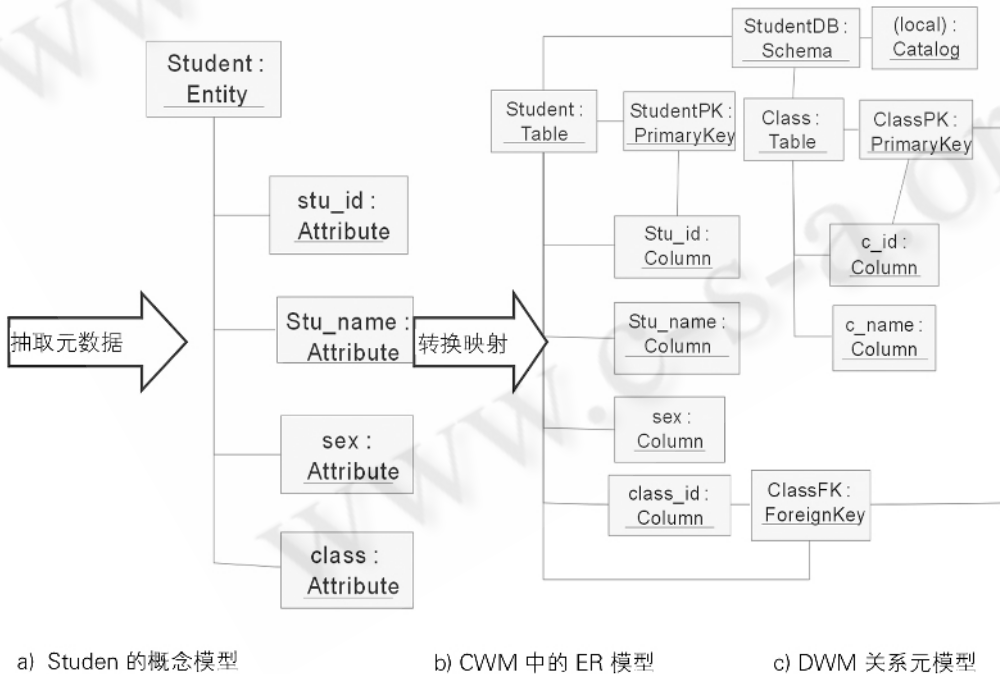 Student :
Entity
stu_id :
Attribute
Stu_name :
Attribute
sex :
Attribute
class :
Attribute
抽取元数据
转换映射
StudentDB :
Schema
(local) :
Catalog
Student :
Table
StudentPK :
PrimaryKey
Class :
Table
ClassPK :
PrimaryKey
Stu_id :
Column
c_id :
Column
Stu_name :
Column
c_name :
Column
sex :
Column
class_id :
Column
ClassFK :
ForeignKey
a) Studen 的概念模型
b) CWM 中的 ER 模型
c) DWM 关系元模型
www.c-s-a.or